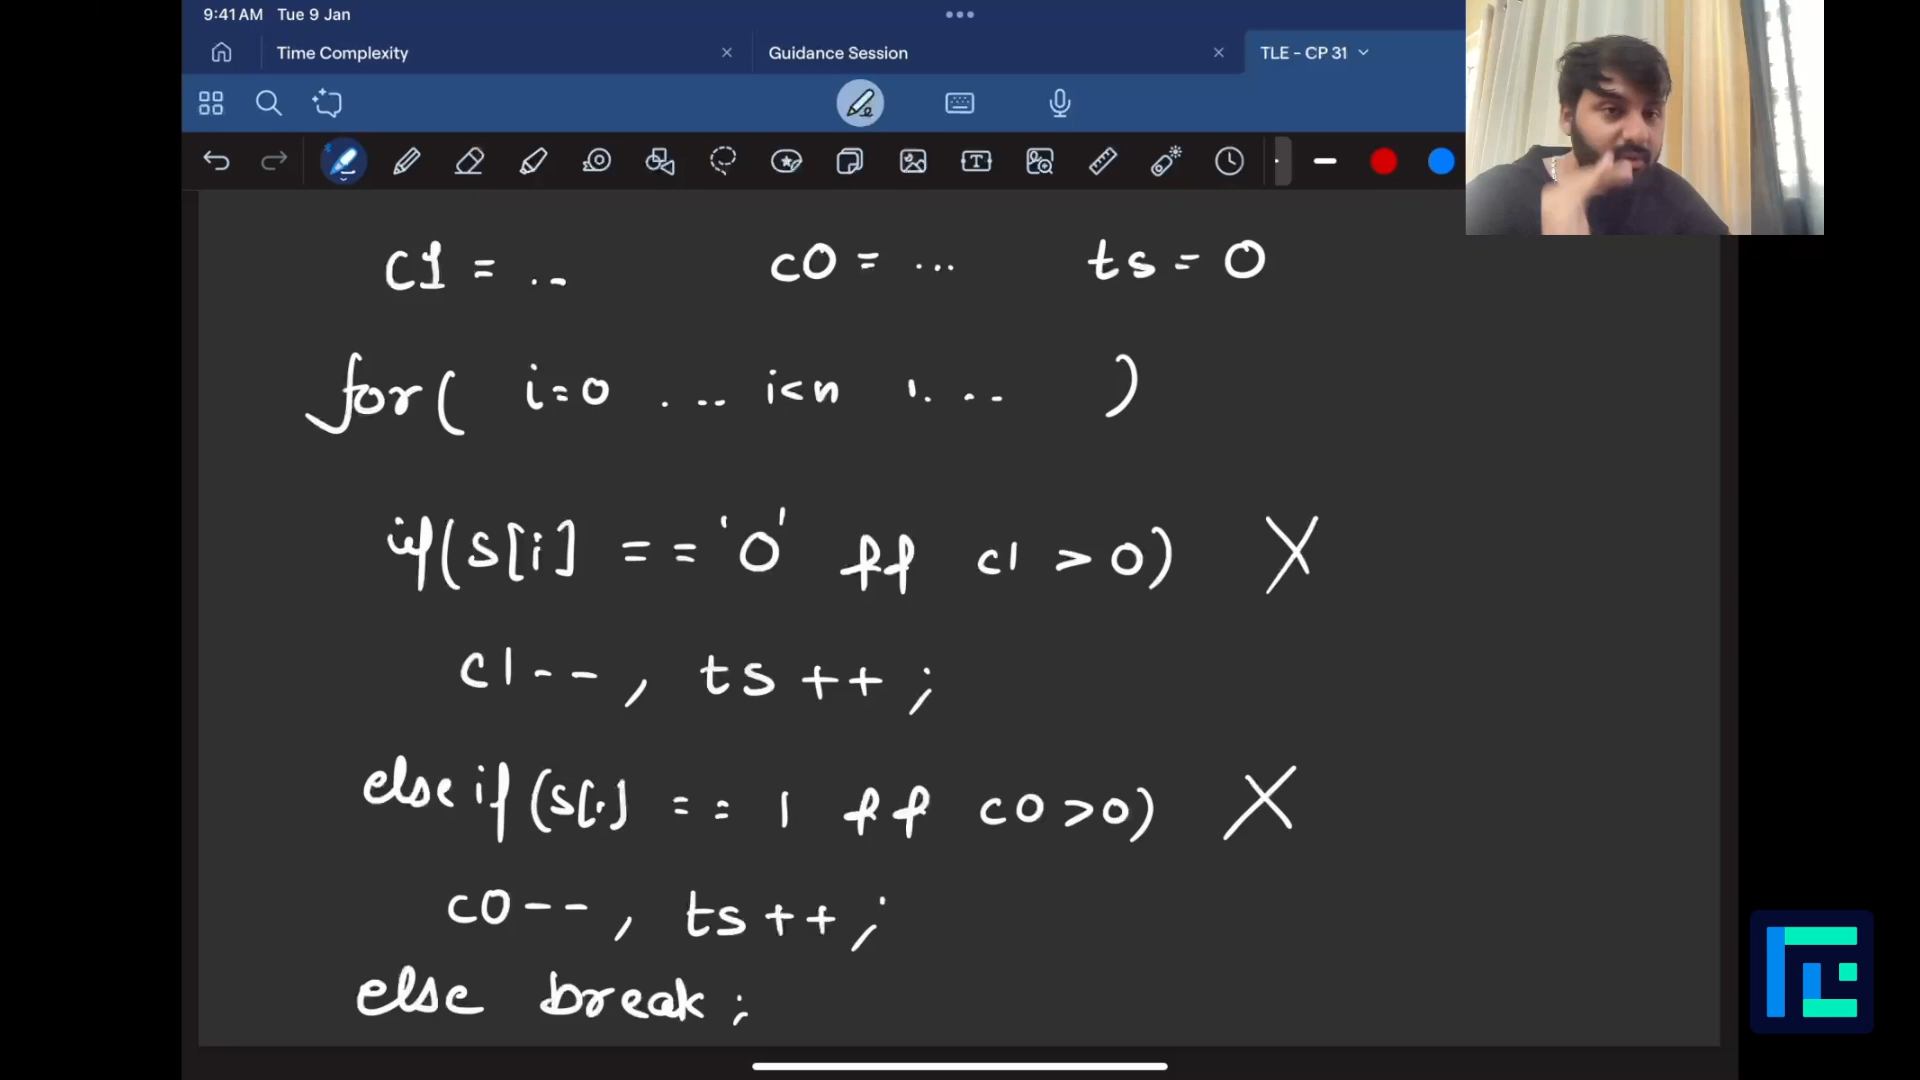 9:41 AM Tue 9 Jan
Time Complexity
Guidance Session
TLE - CP 31
c1 = ..
c0 = ...
ts = 0
for( i=0 ... i<n ... )
if(s[i] == '0' && c1 > 0) X
c1-- , ts ++ ;
else if (s[i] == 1 && c0 >0) X
c0-- , ts++ ;
else break ;